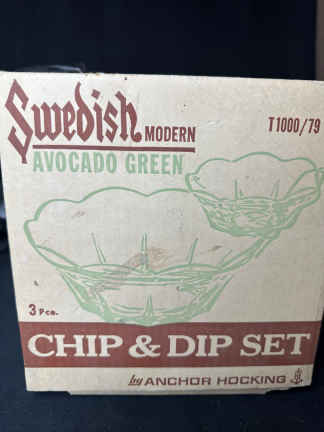 Swedish MODERN
T1000/79
AVOCADO GREEN
3 Pce.
CHIP & DIP SET
by ANCHOR HOCKING